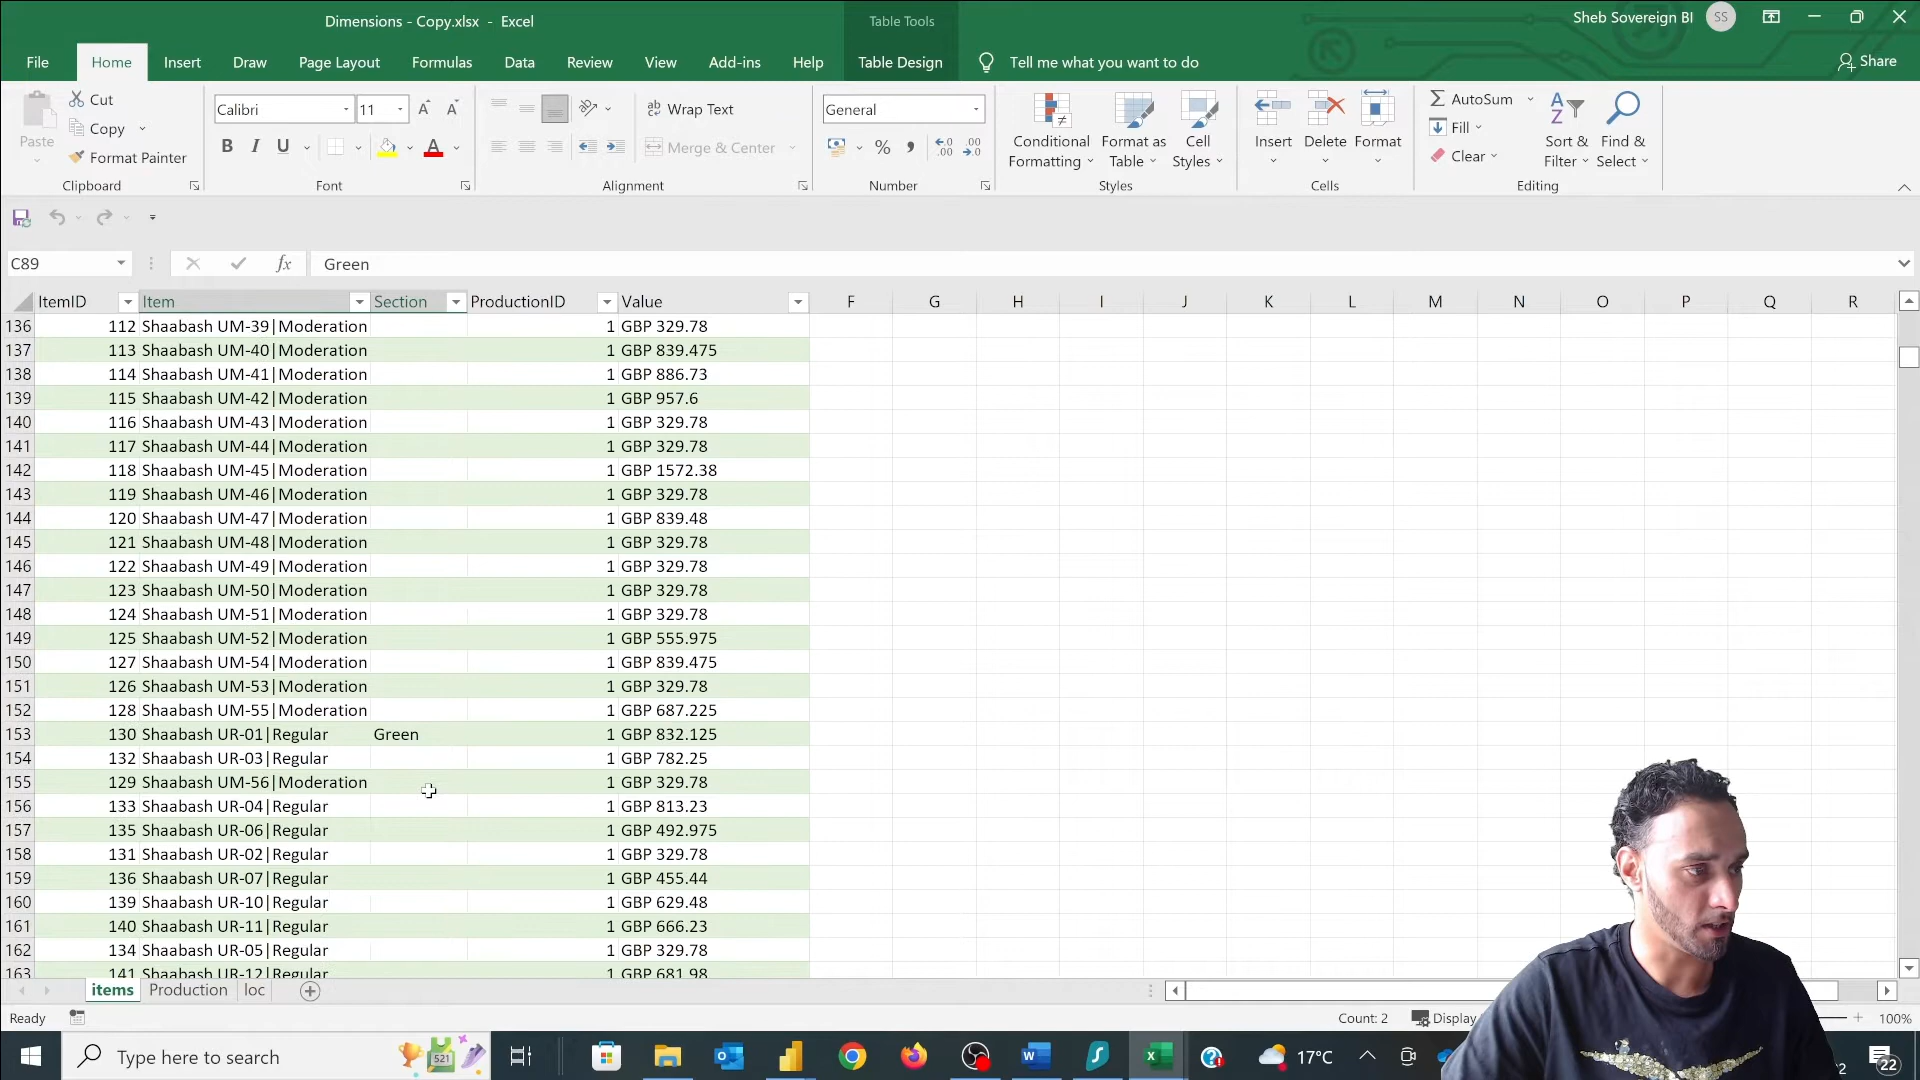 Dimensions - Copy.xlsx - Excel
Table Tools
Sheb Sovereign BI SS
File Home Insert Draw Page Layout Formulas Data Review View Add-ins Help Table Design Tell me what you want to do Share
Paste
Cut
Copy
Format Painter
Clipboard
Calibri 11
B I U
Font
Wrap Text
Merge & Center
Alignment
General
Number
Conditional Formatting
Format as Table
Cell Styles
Styles
Insert
Delete
Format
Cells
AutoSum
Fill
Clear
Sort & Filter
Find & Select
Editing
C89 fx Green
ItemID Item Section ProductionID Value F G H I J K L M N O P Q R
136 112 Shaabash UM-39|Moderation 1 GBP 329.78
137 113 Shaabash UM-40|Moderation 1 GBP 839.475
138 114 Shaabash UM-41|Moderation 1 GBP 886.73
139 115 Shaabash UM-42|Moderation 1 GBP 957.6
140 116 Shaabash UM-43|Moderation 1 GBP 329.78
141 117 Shaabash UM-44|Moderation 1 GBP 329.78
142 118 Shaabash UM-45|Moderation 1 GBP 1572.38
143 119 Shaabash UM-46|Moderation 1 GBP 329.78
144 120 Shaabash UM-47|Moderation 1 GBP 839.48
145 121 Shaabash UM-48|Moderation 1 GBP 329.78
146 122 Shaabash UM-49|Moderation 1 GBP 329.78
147 123 Shaabash UM-50|Moderation 1 GBP 329.78
148 124 Shaabash UM-51|Moderation 1 GBP 329.78
149 125 Shaabash UM-52|Moderation 1 GBP 555.975
150 127 Shaabash UM-54|Moderation 1 GBP 839.475
151 126 Shaabash UM-53|Moderation 1 GBP 329.78
152 128 Shaabash UM-55|Moderation 1 GBP 687.225
153 130 Shaabash UR-01|Regular Green 1 GBP 832.125
154 132 Shaabash UR-03|Regular 1 GBP 782.25
155 129 Shaabash UM-56|Moderation 1 GBP 329.78
156 133 Shaabash UR-04|Regular 1 GBP 813.23
157 135 Shaabash UR-06|Regular 1 GBP 492.975
158 131 Shaabash UR-02|Regular 1 GBP 329.78
159 136 Shaabash UR-07|Regular 1 GBP 455.44
160 139 Shaabash UR-10|Regular 1 GBP 629.48
161 140 Shaabash UR-11|Regular 1 GBP 666.23
162 134 Shaabash UR-05|Regular 1 GBP 329.78
163 141 Shaabash UR-12|Regular 1 GBP 681.98
items Production loc
Ready Count: 2 Display 100%
Type here to search 521 17°C 2 22